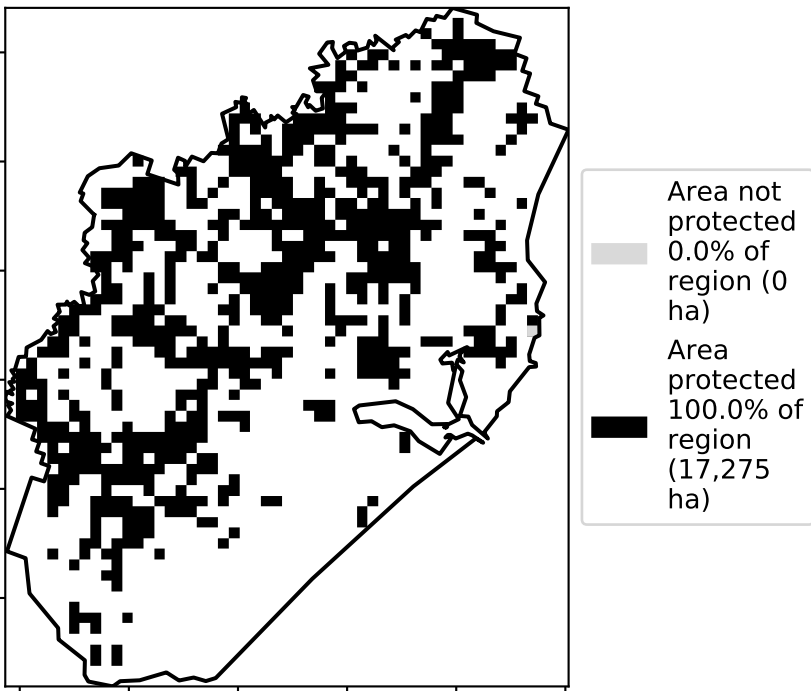 Area not
protected
0.0% of
region (0
ha)
Area
protected
100.0% of
region
(17,275
ha)